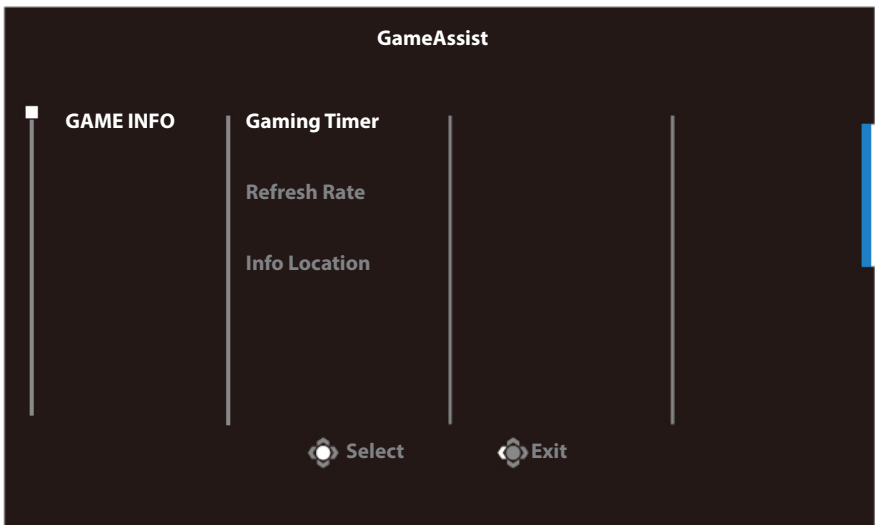 GameAssist
GAME INFO
Gaming Timer
Refresh Rate
Info Location
Select
Exit